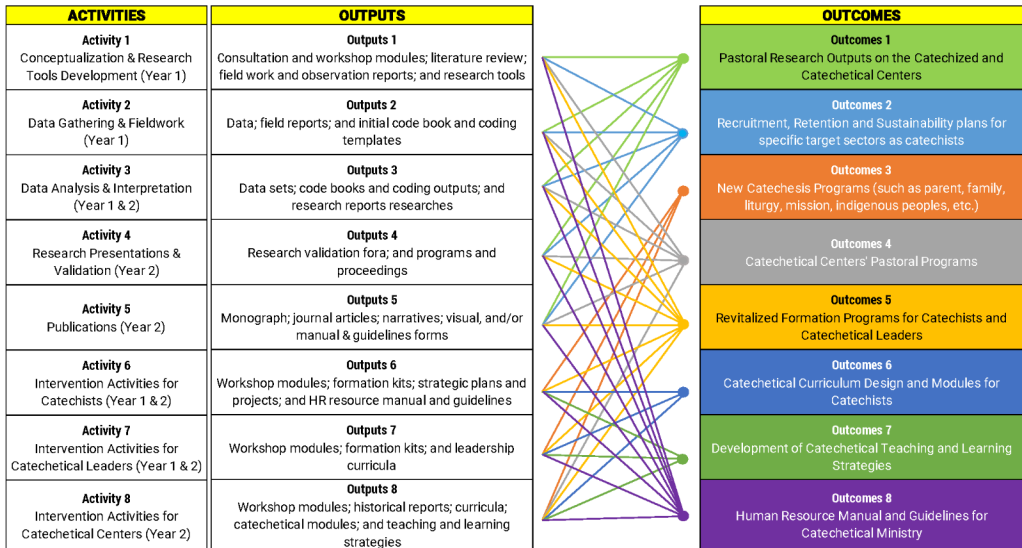 ACTIVITIES
OUTPUTS
OUTCOMES
Activity 1
Conceptualization & Research
Tools Development (Year 1)
Outputs 1
Consultation and workshop modules; literature review;
field work and observation reports; and research tools
Outcomes 1
Pastoral Research Outputs on the Catechized and
Catechetical Centers
Activity 2
Data Gathering & Fieldwork
(Year 1)
Outputs 2
Data; field reports; and initial code book and coding
templates
Outcomes 2
Recruitment, Retention and Sustainability plans for
specific target sectors as catechists
Activity 3
Data Analysis & Interpretation
(Year 1 & 2)
Outputs 3
Data sets; code books and coding outputs; and
research reports researches
Outcomes 3
New Catechesis Programs (such as parent, family,
liturgy, mission, indigenous peoples, etc.)
Activity 4
Research Presentations &
Validation (Year 2)
Outputs 4
Research validation fora; and programs and
proceedings
Outcomes 4
Catechetical Centers' Pastoral Programs
Activity 5
Publications (Year 2)
Outputs 5
Monograph; journal articles; narratives; visual, and/or
manual & guidelines forms
Outcomes 5
Revitalized Formation Programs for Catechists and
Catechetical Leaders
Activity 6
Intervention Activities for
Catechists (Year 1 & 2)
Outputs 6
Workshop modules; formation kits; strategic plans and
projects; and HR resource manual and guidelines
Outcomes 6
Catechetical Curriculum Design and Modules for
Catechists
Activity 7
Intervention Activities for
Catechetical Leaders (Year 1 & 2)
Outputs 7
Workshop modules; formation kits; and leadership
curricula
Outcomes 7
Development of Catechetical Teaching and Learning
Strategies
Activity 8
Intervention Activities for
Catechetical Centers (Year 2)
Outputs 8
Workshop modules; historical reports; curricula;
catechetical modules; and teaching and learning
strategies
Outcomes 8
Human Resource Manual and Guidelines for
Catechetical Ministry